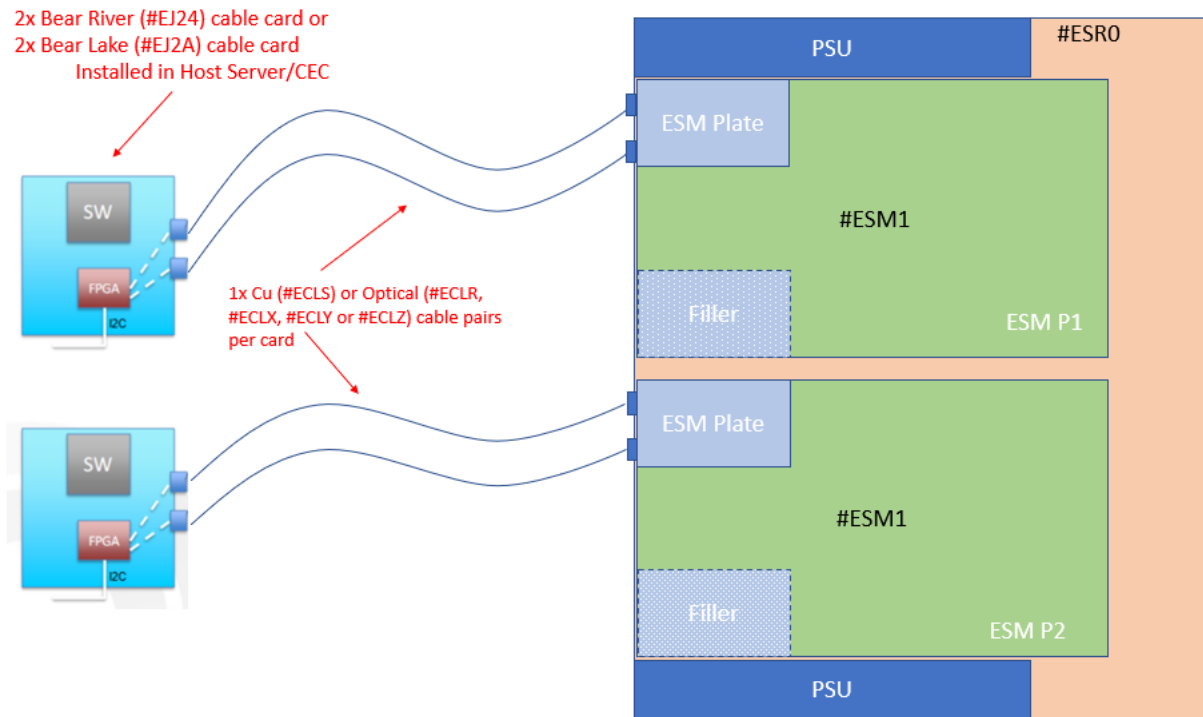 2x Bear River (#EJ24) cable card or
2x Bear Lake (#EJ2A) cable card
Installed in Host Server/CEC
SW
FPGA
I2C
1x Cu (#ECLS) or Optical (#ECLR,
#ECLX, #ECLY or #ECLZ) cable pairs
per card
SW
FPGA
I2C
PSU
#ESR0
ESM Plate
#ESM1
Filler
ESM P1
ESM Plate
#ESM1
Filler
ESM P2
PSU